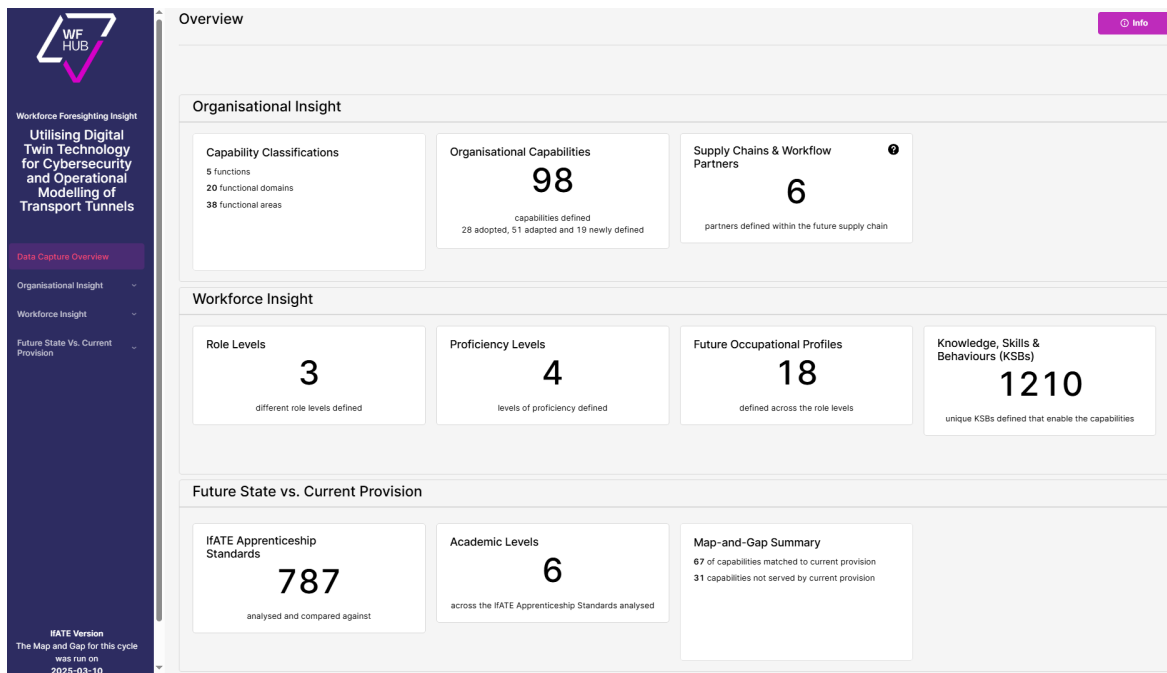 WF
HUB
Workforce Foresighting Insight
Utilising Digital
Twin Technology
for Cybersecurity
and Operational
Modelling of
Transport Tunnels
Data Capture Overview
Organisational Insight
Workforce Insight
Future State Vs. Current
Provision
IfATE Version
The Map and Gap for this cycle
was run on
2025-03-10
Overview
Info
Organisational Insight
Capability Classifications
5 functions
20 functional domains
38 functional areas
Organisational Capabilities
98
capabilities defined
28 adopted, 51 adapted and 19 newly defined
Supply Chains & Workflow
Partners
?
6
partners defined within the future supply chain
Workforce Insight
Role Levels
3
different role levels defined
Proficiency Levels
4
levels of proficiency defined
Future Occupational Profiles
18
defined across the role levels
Knowledge, Skills &
Behaviours (KSBs)
1210
unique KSBs defined that enable the capabilities
Future State vs. Current Provision
IfATE Apprenticeship
Standards
787
analysed and compared against
Academic Levels
6
across the IfATE Apprenticeship Standards analysed
Map-and-Gap Summary
67 of capabilities matched to current provision
31 capabilities not served by current provision